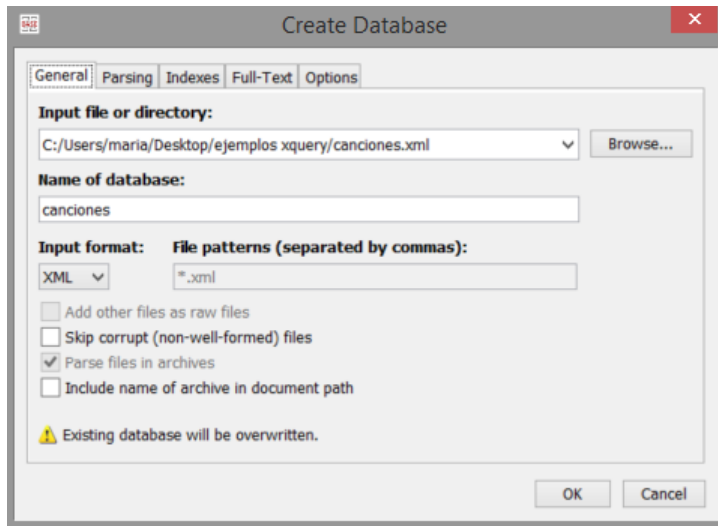 BASE
Create Database
General Parsing Indexes Full-Text Options
Input file or directory:
C:/Users/maria/Desktop/ejemplos xquery/canciones.xml Browse...
Name of database:
canciones
Input format: File patterns (separated by commas):
XML *.xml
Add other files as raw files
Skip corrupt (non-well-formed) files
Parse files in archives
Include name of archive in document path
Existing database will be overwritten.
OK Cancel